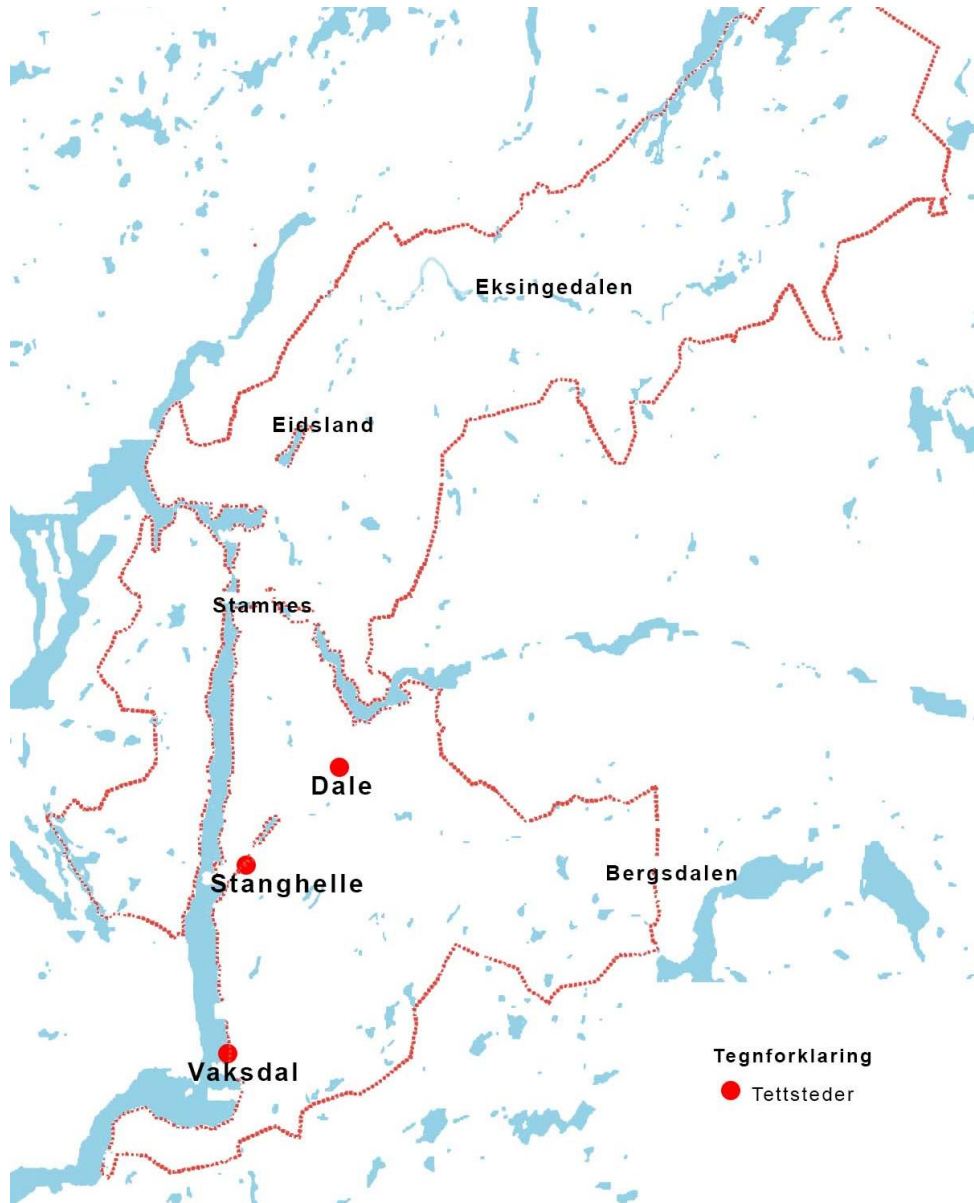 Eksingedalen
Eidsland
Stamnes
Dale
Stanghelle
Bergsdalen
Vaksdal
Tegnforklaring
Tettsteder